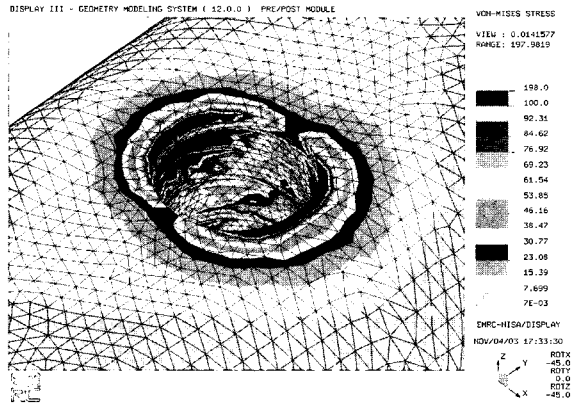 DISPLAY III - GEOMETRY MODELING SYSTEM ( 12.0.0 ) PRE/POST MODULE
VON-MISES STRESS
VIEW : 0.0141577
RANGE: 197.9819
198.0
100.0
92.31
84.62
76.92
69.23
61.54
53.85
46.16
38.47
30.77
23.08
15.39
7.699
7E-03
EMRC-NISA/DISPLAY
NOV/04/03 17:33:30
ROTX
-45.0
ROTY
0.0
ROTZ
-45.0
Z
Y
X